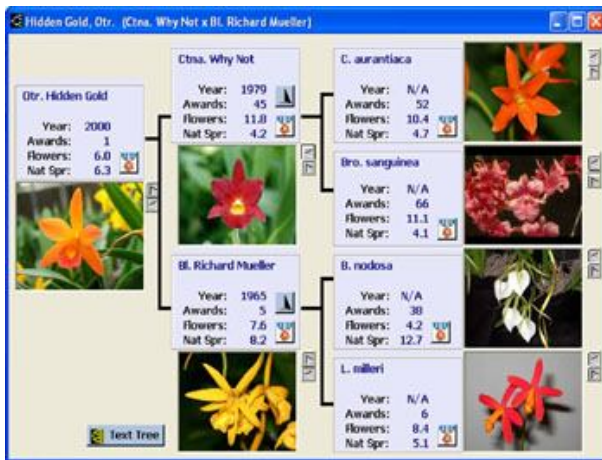 Hidden Gold, Otr. (Ctna. Why Not x Bl. Richard Mueller)
Otr. Hidden Gold
Year: 2000
Awards: 1
Flowers: 6.0
Nat Spr: 6.3
Ctna. Why Not
Year: 1979
Awards: 45
Flowers: 11.8
Nat Spr: 4.2
Bl. Richard Mueller
Year: 1965
Awards: 5
Flowers: 7.6
Nat Spr: 8.2
C. aurantiaca
Year: N/A
Awards: 52
Flowers: 10.4
Nat Spr: 4.7
Bro. sanguinea
Year: N/A
Awards: 66
Flowers: 11.1
Nat Spr: 4.1
B. nodosa
Year: N/A
Awards: 38
Flowers: 4.2
Nat Spr: 12.7
L. milleri
Year: N/A
Awards: 6
Flowers: 8.4
Nat Spr: 5.1
Text Tree